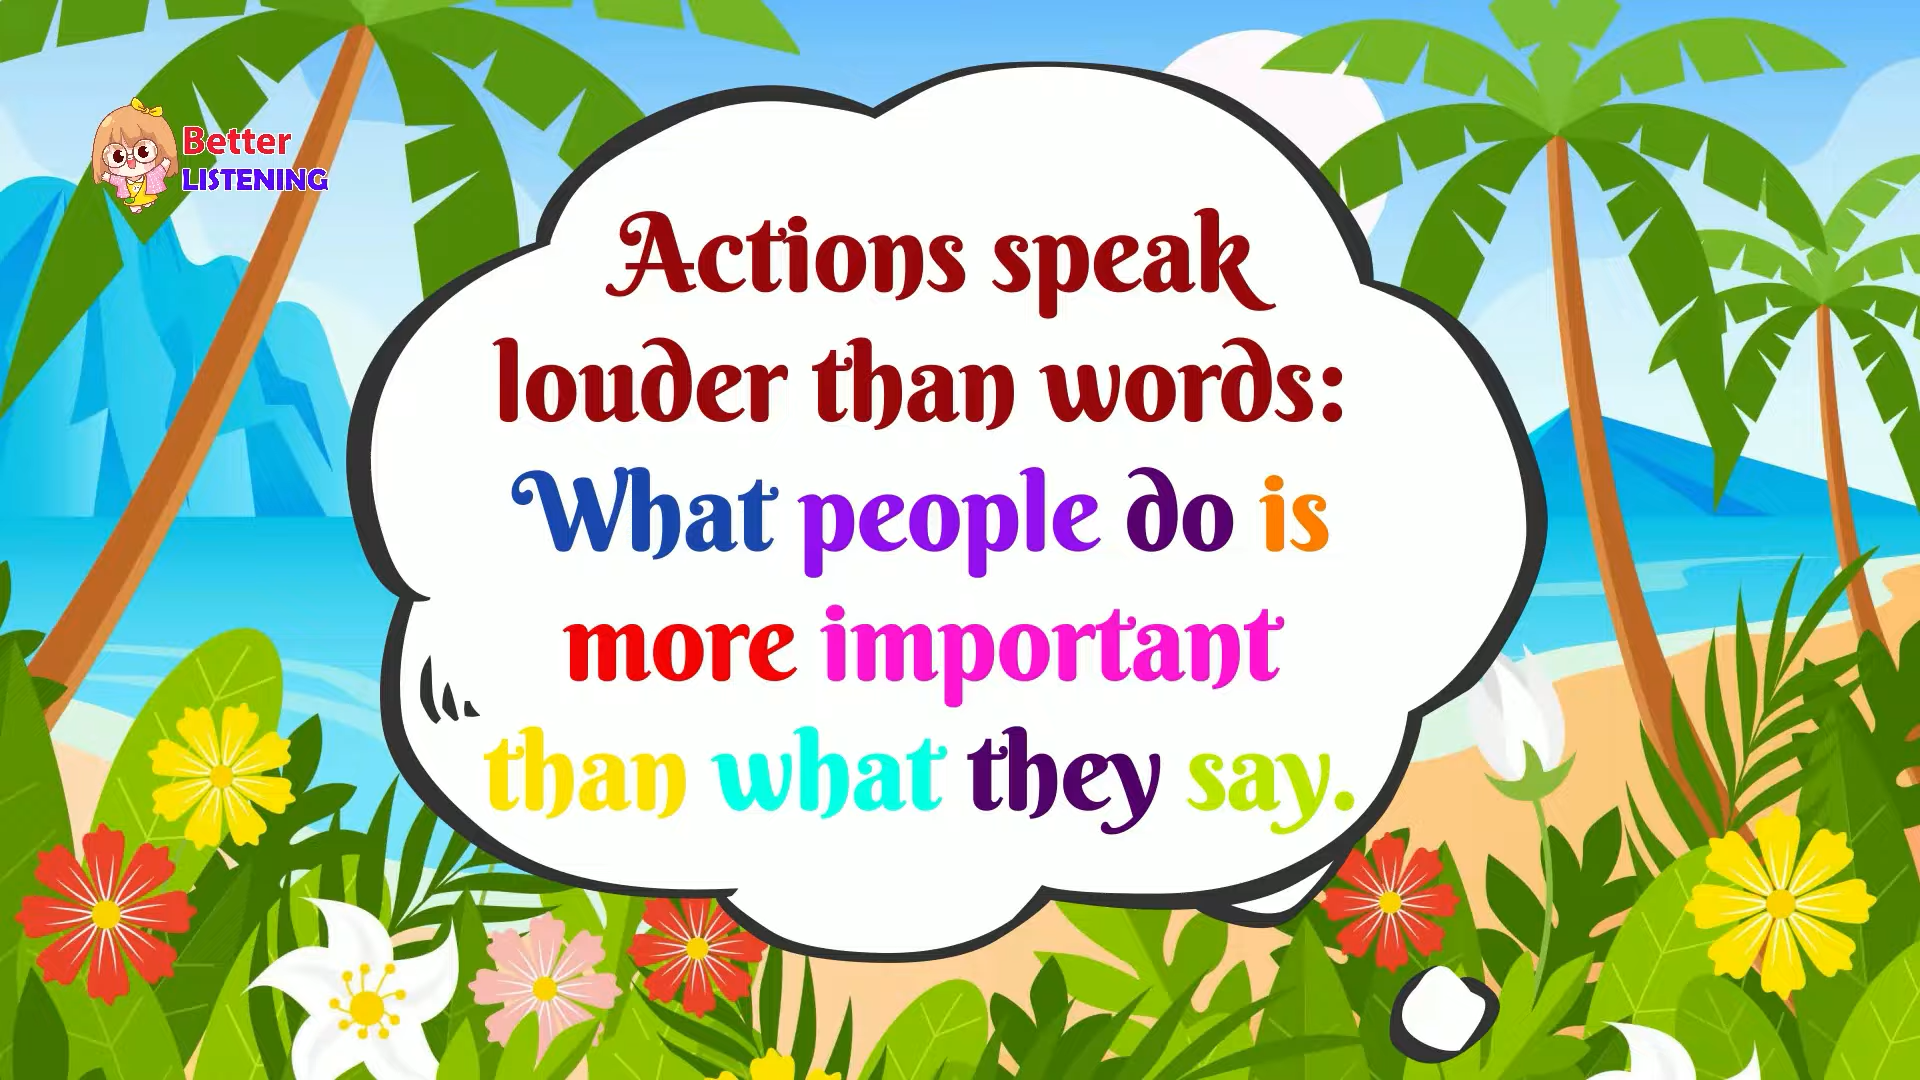 Better
LISTENING
Actions speak
louder than words:
What people do is
more important
than what they say.